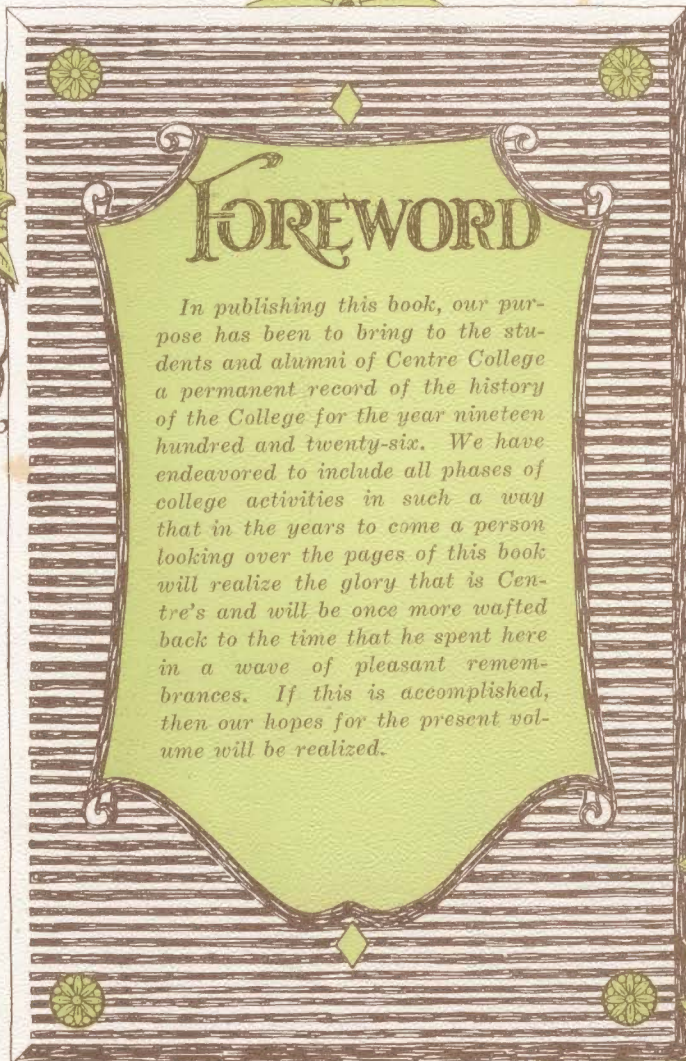 FOREWORD
In publishing this book, our pur-
pose has been to bring to the stu-
dents and alumni of Centre College
a permanent record of the history
of the College for the year nineteen
hundred and twenty-six. We have
endeavored to include all phases of
college activities in such a way
that in the years to come a person
looking over the pages of this book
will realize the glory that is Cen-
tre's and will be once more wafted
back to the time that he spent here
in a wave of pleasant remem-
brances. If this is accomplished,
then our hopes for the present vol-
ume will be realized.